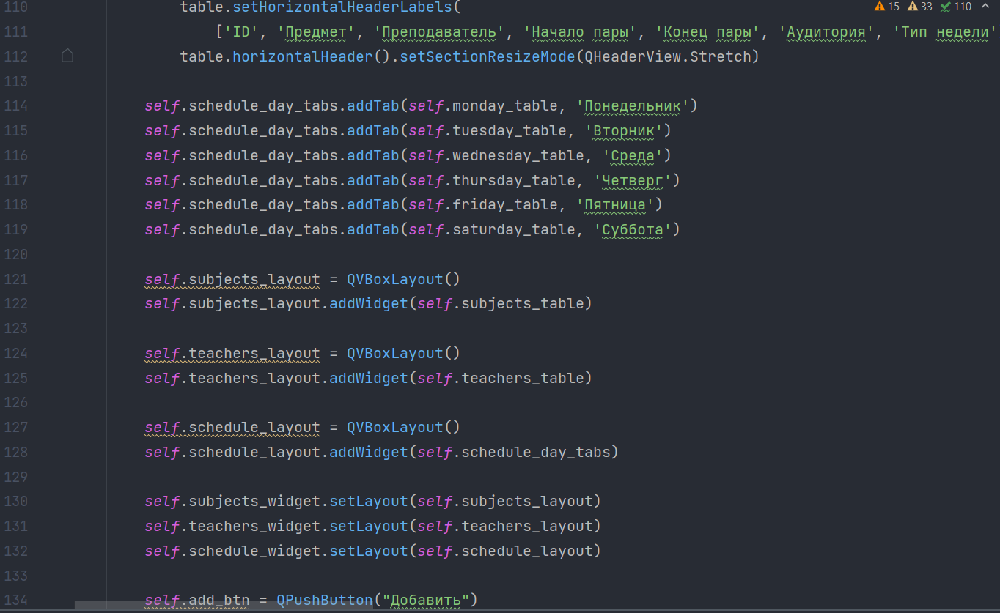 15 33 110
110 table.setHorizontalHeaderLabels(
111 ['ID', 'Предмет', 'Преподаватель', 'Начало пары', 'Конец пары', 'Аудитория', 'Тип недели'
112 table.horizontalHeader().setSectionResizeMode(QHeaderView.Stretch)
113
114 self.schedule_day_tabs.addTab(self.monday_table, 'Понедельник')
115 self.schedule_day_tabs.addTab(self.tuesday_table, 'Вторник')
116 self.schedule_day_tabs.addTab(self.wednesday_table, 'Среда')
117 self.schedule_day_tabs.addTab(self.thursday_table, 'Четверг')
118 self.schedule_day_tabs.addTab(self.friday_table, 'Пятница')
119 self.schedule_day_tabs.addTab(self.saturday_table, 'Суббота')
120
121 self.subjects_layout = QVBoxLayout()
122 self.subjects_layout.addWidget(self.subjects_table)
123
124 self.teachers_layout = QVBoxLayout()
125 self.teachers_layout.addWidget(self.teachers_table)
126
127 self.schedule_layout = QVBoxLayout()
128 self.schedule_layout.addWidget(self.schedule_day_tabs)
129
130 self.subjects_widget.setLayout(self.subjects_layout)
131 self.teachers_widget.setLayout(self.teachers_layout)
132 self.schedule_widget.setLayout(self.schedule_layout)
133
134 self.add_btn = QPushButton("Добавить")